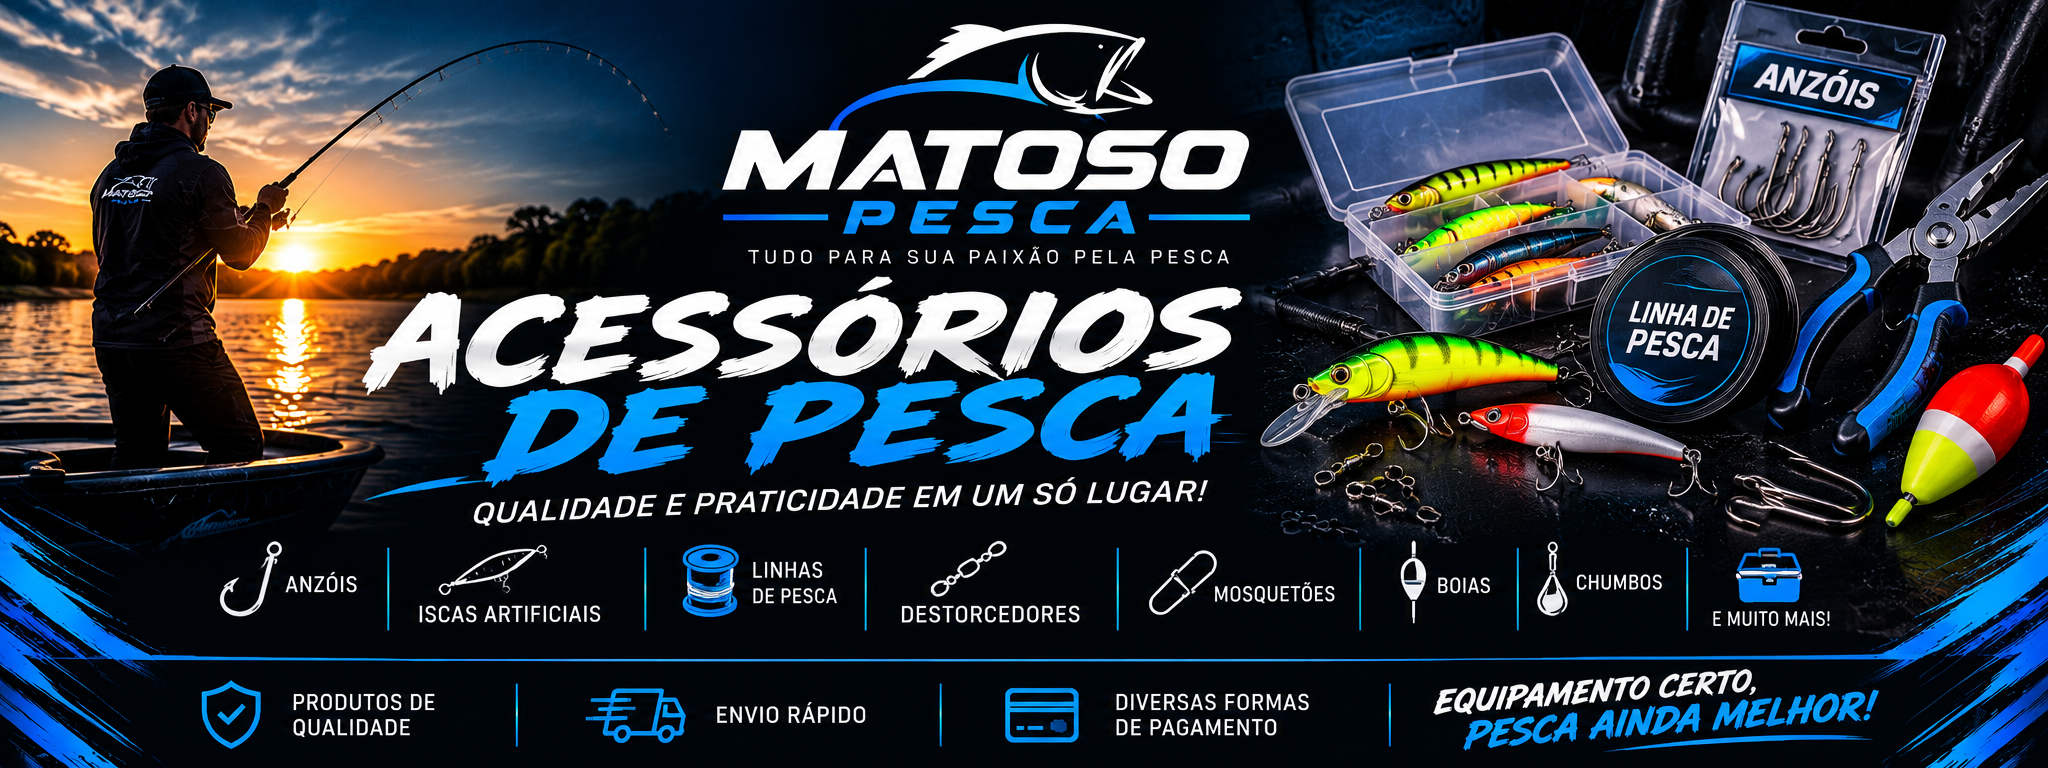 MATOSO
PESCA
TUDO PARA SUA PAIXÃO PELA PESCA
ACESSÓRIOS
DE PESCA
QUALIDADE E PRATICIDADE EM UM SÓ LUGAR!
MATOSO
ANZÓIS
LINHA DE
PESCA
ANZÓIS
ISCAS ARTIFICIAIS
LINHAS
DE PESCA
DESTORCEDORES
MOSQUETÕES
BOIAS
CHUMBOS
E MUITO MAIS!
PRODUTOS DE
QUALIDADE
ENVIO RÁPIDO
DIVERSAS FORMAS
DE PAGAMENTO
EQUIPAMENTO CERTO,
PESCA AINDA MELHOR!